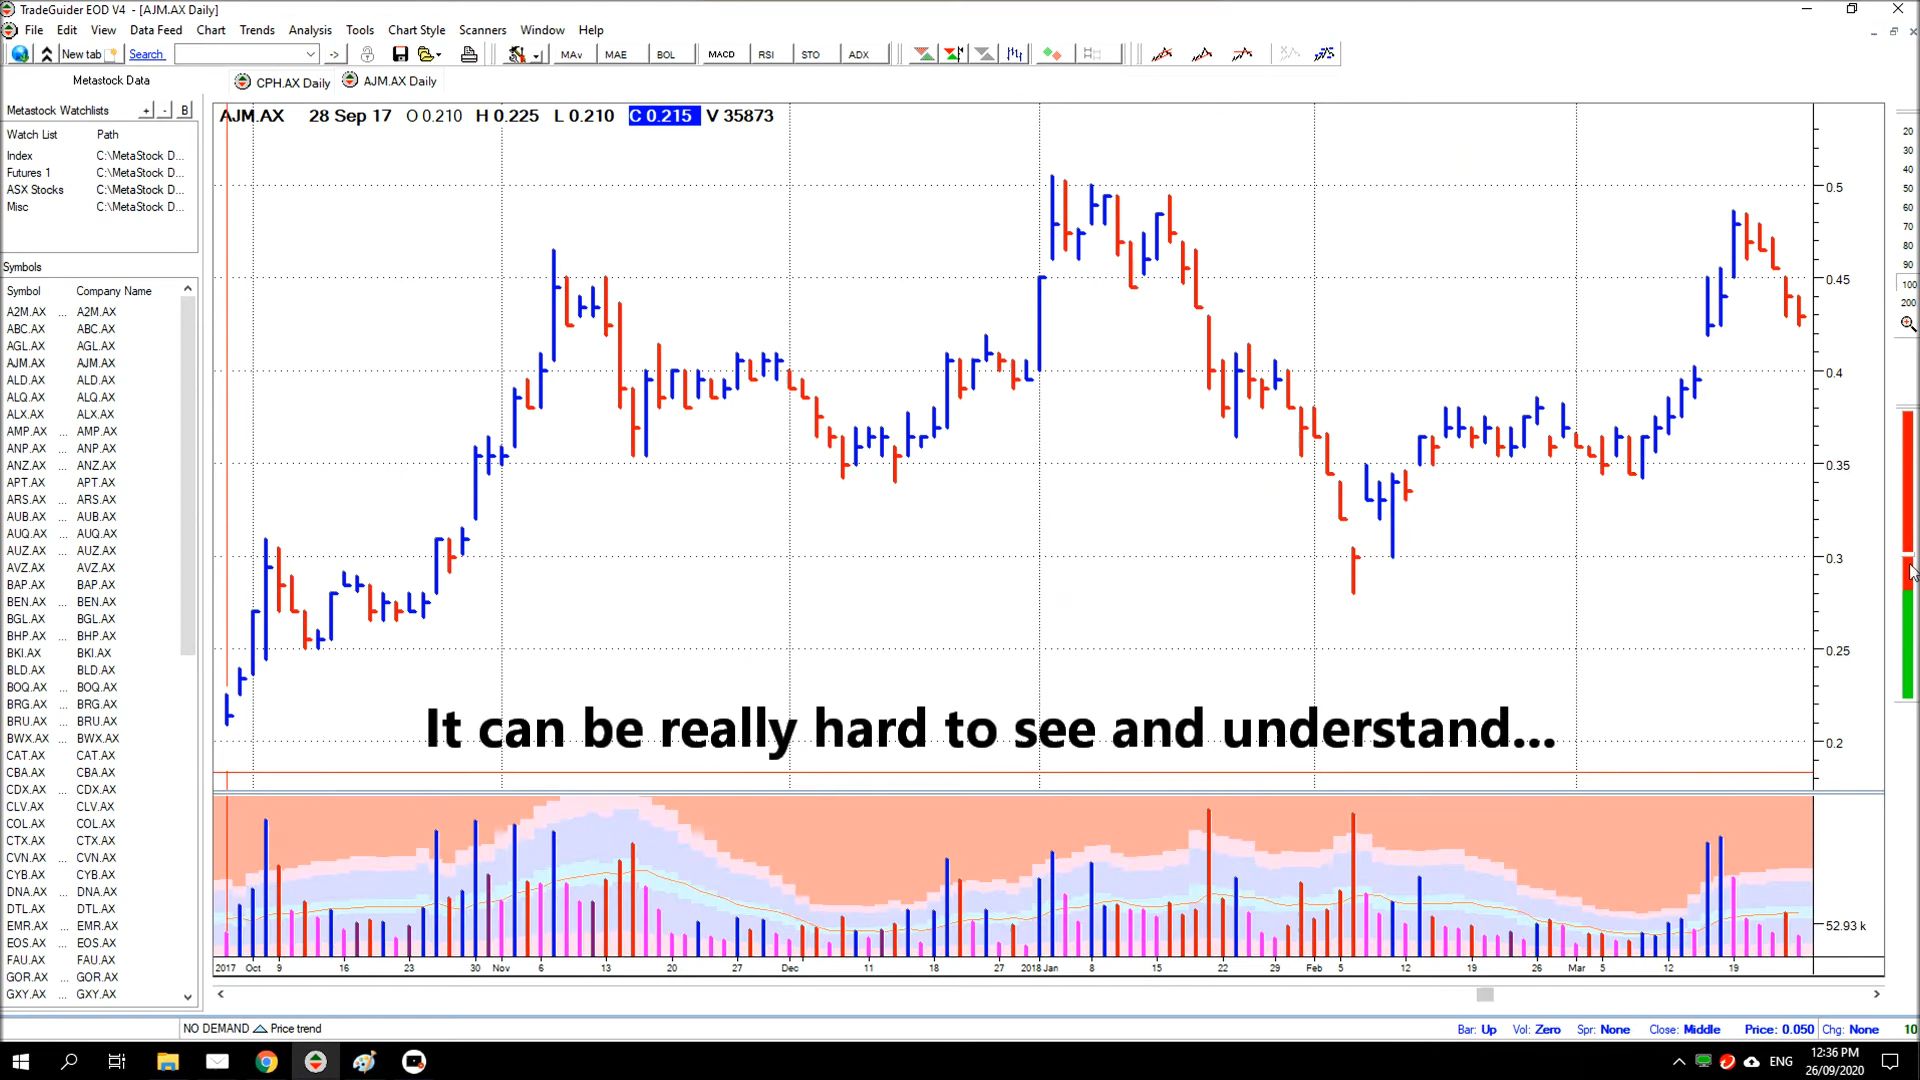 TradeGuider EOD V4 - [AJM.AX Daily]
File Edit View Data Feed Chart Trends Analysis Tools Chart Style Scanners Window Help
New tab Search -> MAv MAE BOL MACD RSI STO ADX
Metastock Data
CPH.AX Daily AJM.AX Daily
Metastock Watchlists + - B
Watch List Path
Index C:\MetaStock D...
Futures 1 C:\MetaStock D...
ASX Stocks C:\MetaStock D...
Misc C:\MetaStock D...
Symbols
Symbol Company Name
A2M.AX ... A2M.AX
ABC.AX ABC.AX
AGL.AX AGL.AX
AJM.AX AJM.AX
ALD.AX ALD.AX
ALQ.AX ALQ.AX
ALX.AX ALX.AX
AMP.AX ... AMP.AX
ANP.AX ... ANP.AX
ANZ.AX ... ANZ.AX
APT.AX APT.AX
ARS.AX ... ARS.AX
AUB.AX ... AUB.AX
AUQ.AX ... AUQ.AX
AUZ.AX ... AUZ.AX
AVZ.AX ... AVZ.AX
BAP.AX BAP.AX
BEN.AX BEN.AX
BGL.AX BGL.AX
BHP.AX BHP.AX
BKI.AX BKI.AX
BLD.AX BLD.AX
BOQ.AX ... BOQ.AX
BRG.AX ... BRG.AX
BRU.AX ... BRU.AX
BWX.AX ... BWX.AX
CAT.AX CAT.AX
CBA.AX CBA.AX
CDX.AX ... CDX.AX
CLV.AX CLV.AX
COL.AX COL.AX
CTX.AX CTX.AX
CVN.AX ... CVN.AX
CYB.AX ... CYB.AX
DNA.AX ... DNA.AX
DTL.AX ... DTL.AX
EMR.AX ... EMR.AX
EOS.AX ... EOS.AX
FAU.AX FAU.AX
GOR.AX ... GOR.AX
GXY.AX ... GXY.AX
AJM.AX 28 Sep 17 O 0.210 H 0.225 L 0.210 C 0.215 V 35873
0.5
0.45
0.4
0.35
0.3
0.25
0.2
It can be really hard to see and understand...
52.93 k
2017 Oct 9 16 23 30 Nov 6 13 20 27 Dec 11 18 27 2018 Jan 8 15 22 29 Feb 5 12 19 26 Mar 5 12 19
20
30
40
50
60
70
80
90
100
200
NO DEMAND Price trend
Bar: Up Vol: Zero Spr: None Close: Middle Price: 0.050 Chg: None 10
ENG
12:36 PM
26/09/2020